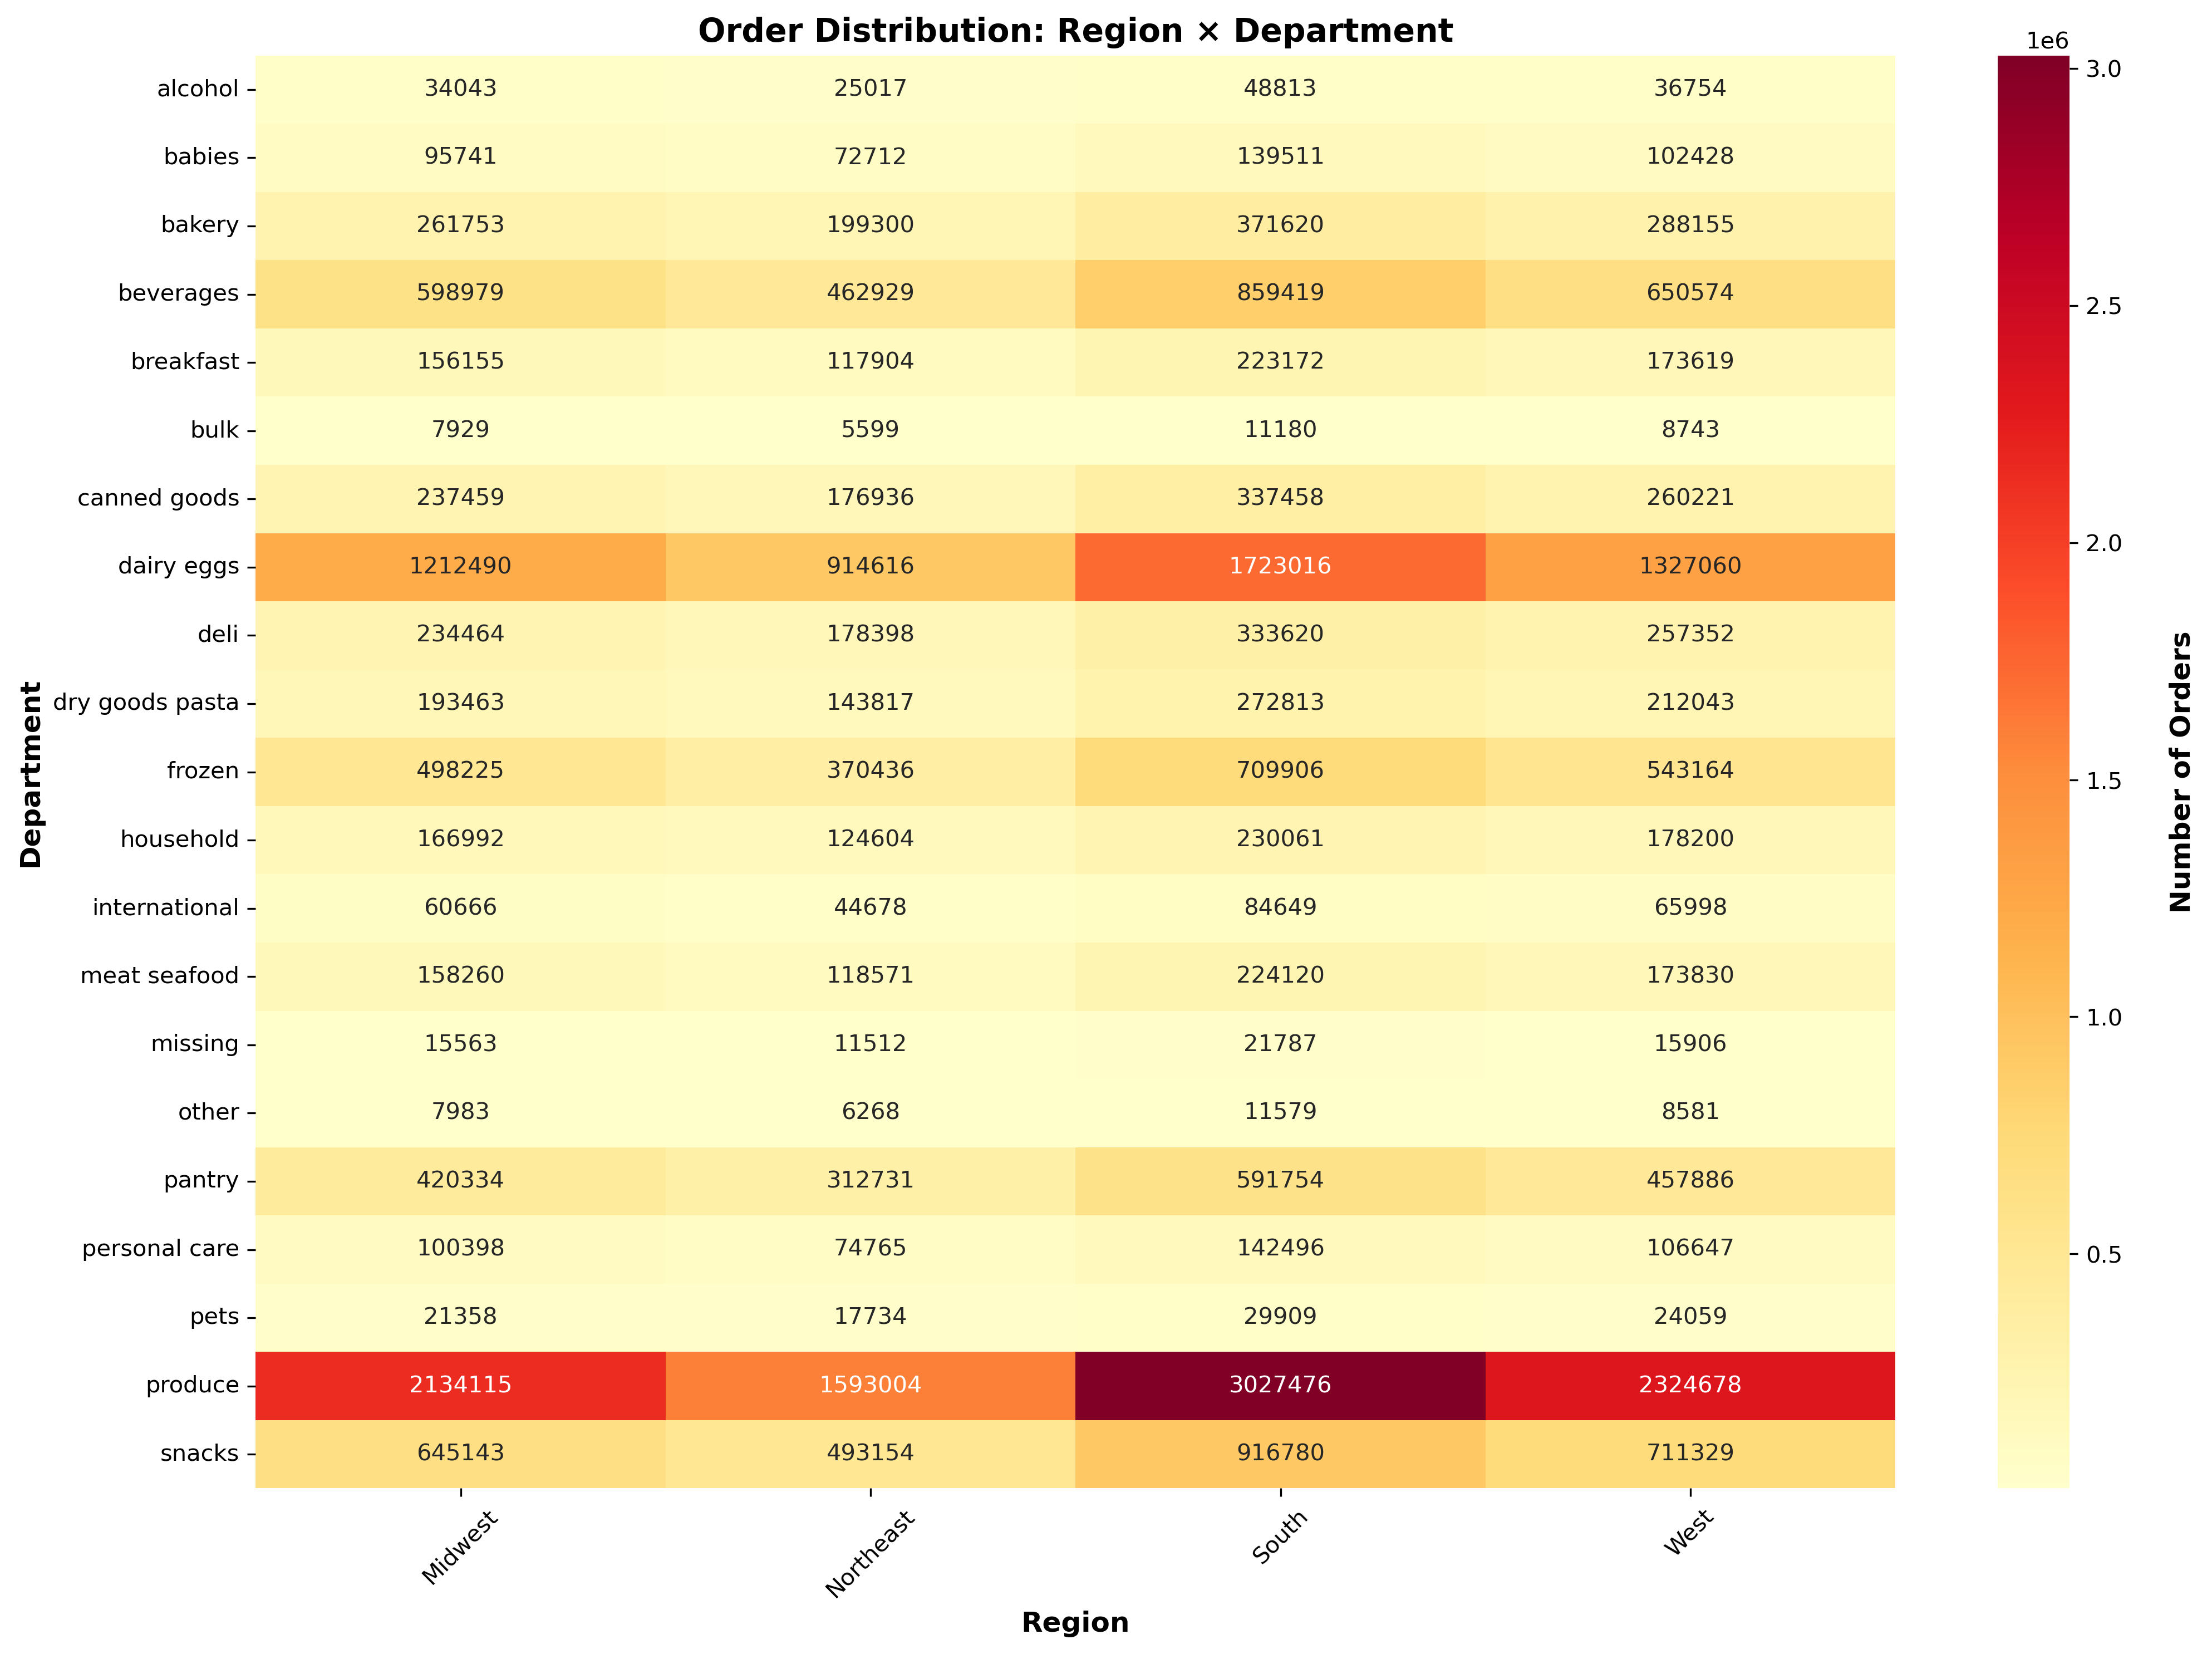 Order Distribution: Region × Department
1e6
alcohol 34043 25017 48813 36754
babies 95741 72712 139511 102428
bakery 261753 199300 371620 288155
beverages 598979 462929 859419 650574
breakfast 156155 117904 223172 173619
bulk 7929 5599 11180 8743
canned goods 237459 176936 337458 260221
dairy eggs 1212490 914616 1723016 1327060
deli 234464 178398 333620 257352
dry goods pasta 193463 143817 272813 212043
frozen 498225 370436 709906 543164
household 166992 124604 230061 178200
international 60666 44678 84649 65998
meat seafood 158260 118571 224120 173830
missing 15563 11512 21787 15906
other 7983 6268 11579 8581
pantry 420334 312731 591754 457886
personal care 100398 74765 142496 106647
pets 21358 17734 29909 24059
produce 2134115 1593004 3027476 2324678
snacks 645143 493154 916780 711329
Midwest Northeast South West
Region
Department
3.0
2.5
2.0
1.5
1.0
0.5
Number of Orders